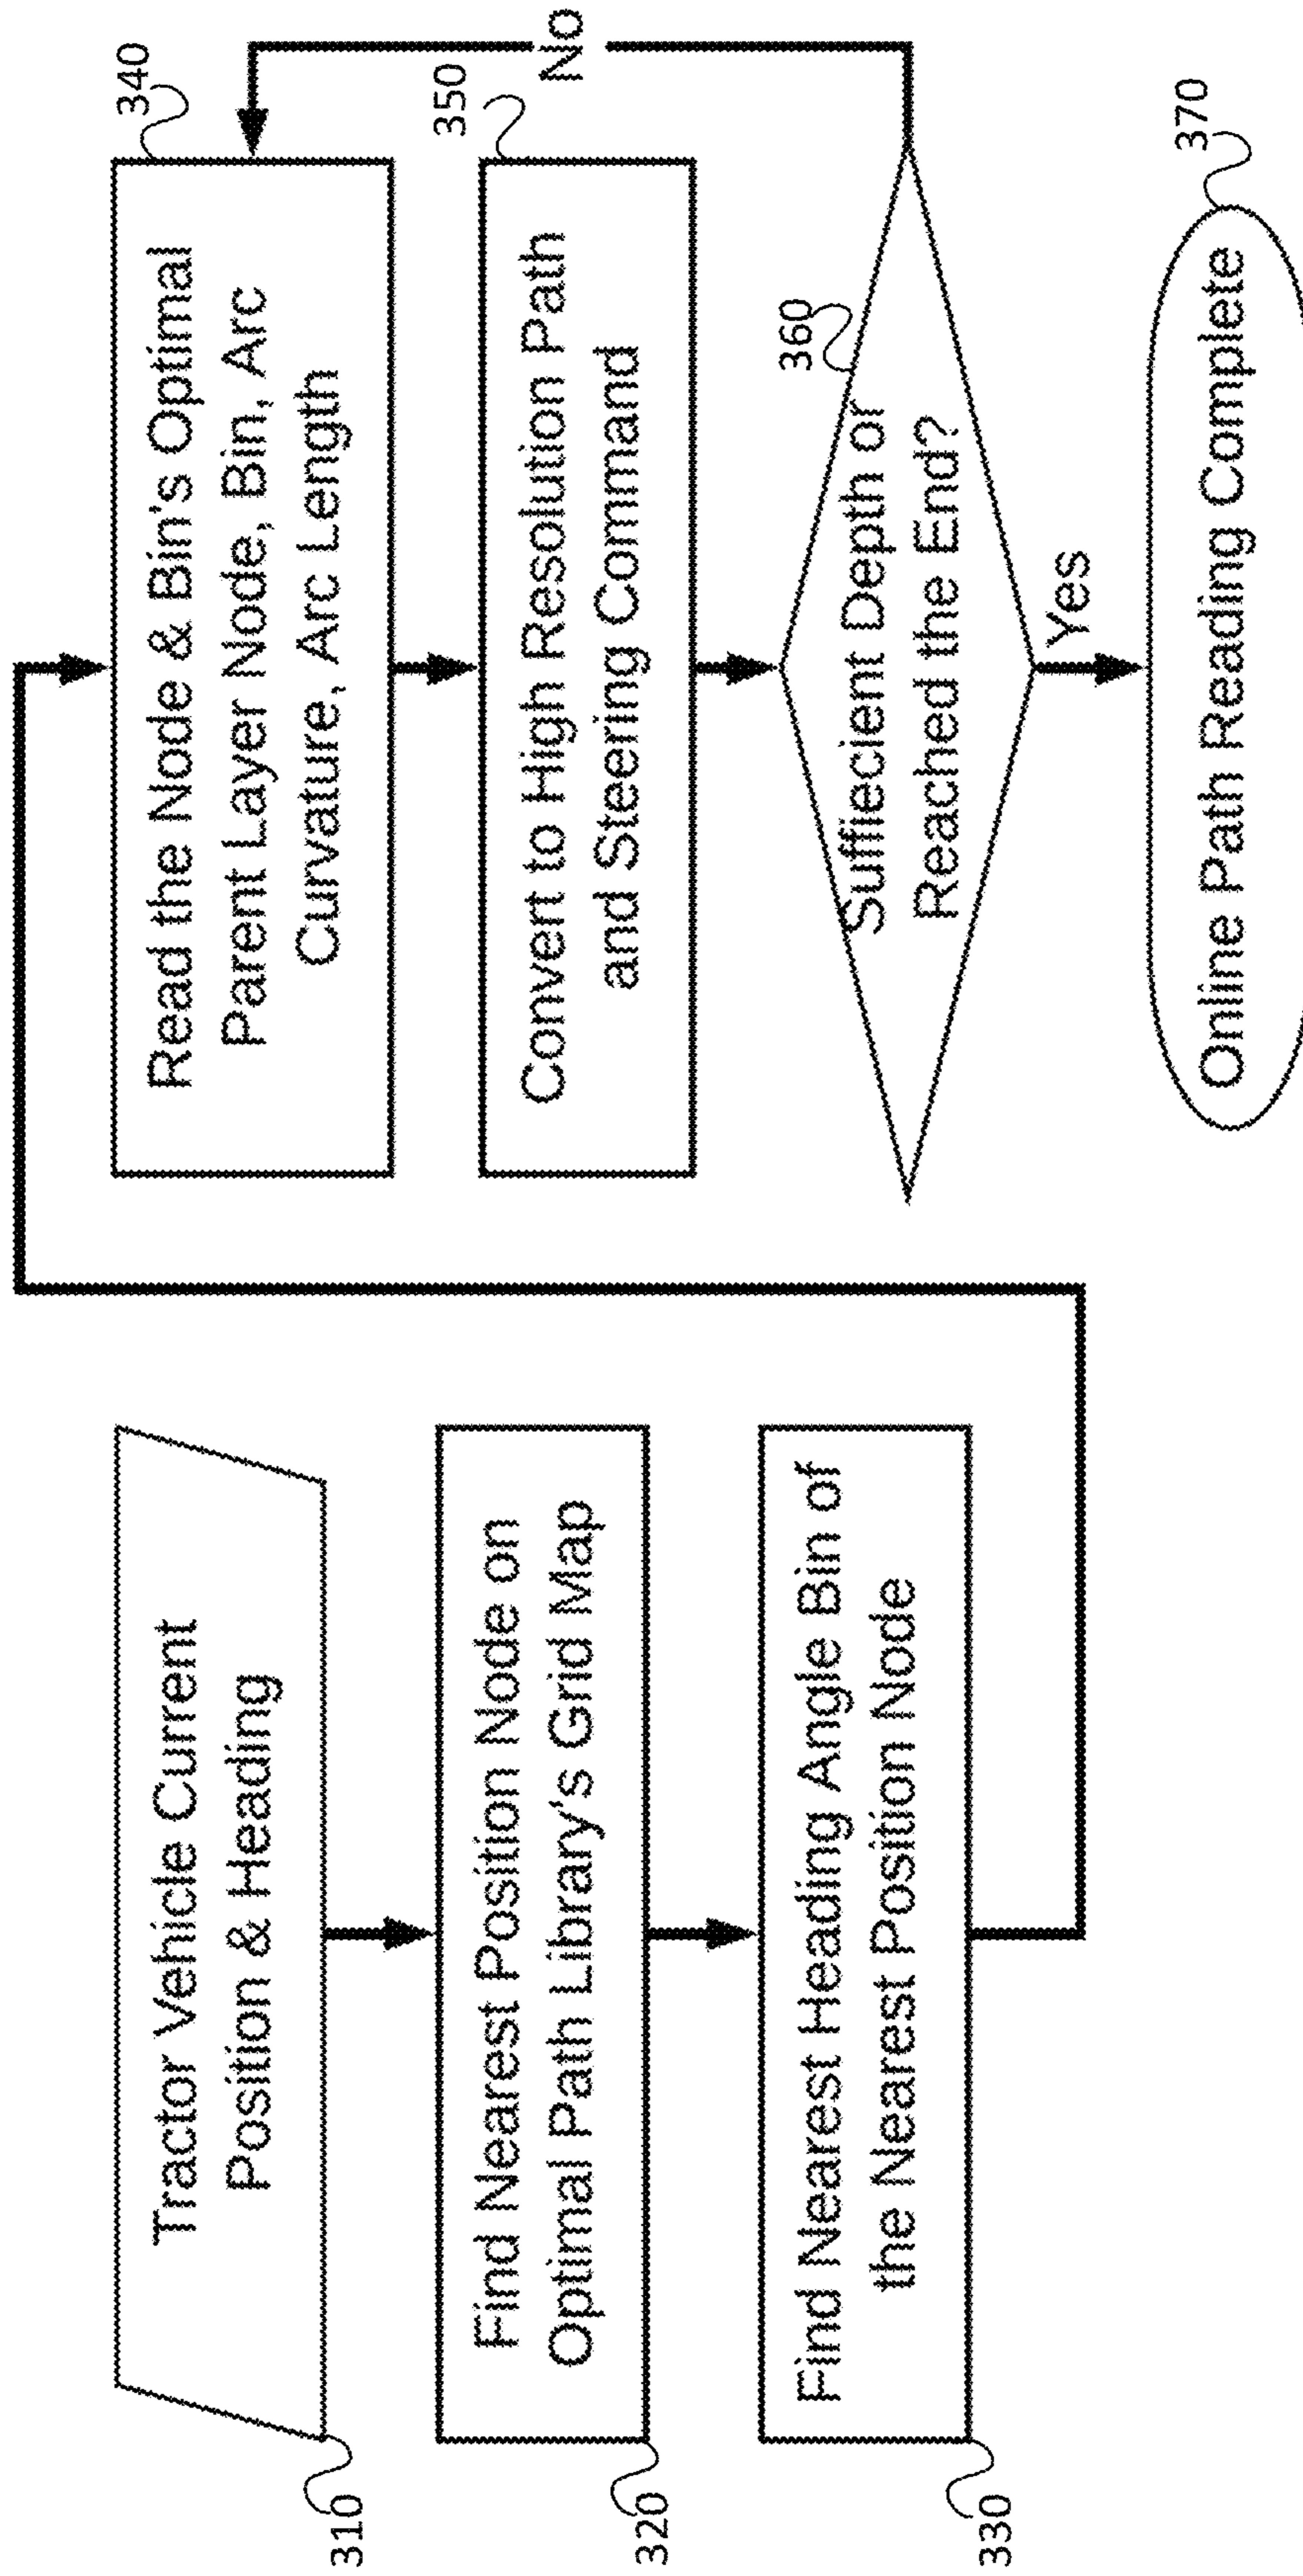 Tractor Vehicle Current
Position & Heading
310
Find Nearest Position Node on
Optimal Path Library's Grid Map
320
Find Nearest Heading Angle Bin of
the Nearest Position Node
330
340
Read the Node & Bin's Optimal
Parent Layer Node, Bin, Arc
Curvature, Arc Length
350
Convert to High Resolution Path
and Steering Command
No
360
Suffiecient Depth or
Reached the End?
Yes
370
Online Path Reading Complete